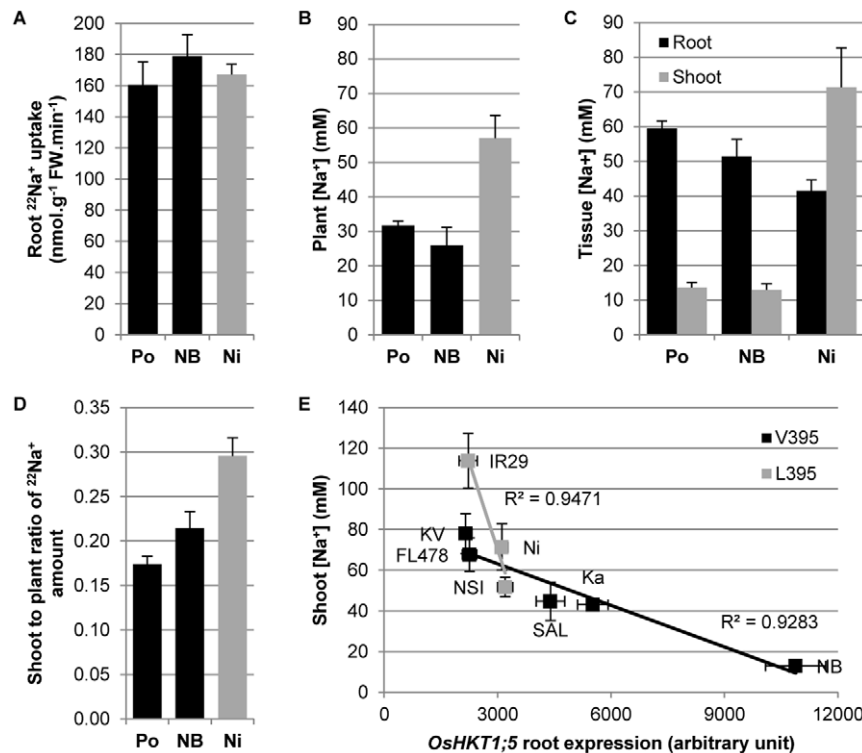 A
Root ²²Na⁺ uptake
(nmol.g⁻¹ FW.min⁻¹)
200
180
160
140
120
100
80
60
40
20
0
Po NB Ni
B
Plant [Na⁺] (mM)
90
80
70
60
50
40
30
20
10
0
Po NB Ni
C
Tissue [Na+] (mM)
90
80
70
60
50
40
30
20
10
0
Root
Shoot
Po NB Ni
D
Shoot to plant ratio of ²²Na⁺
amount
0.35
0.30
0.25
0.20
0.15
0.10
0.05
0.00
Po NB Ni
E
Shoot [Na⁺] (mM)
140
120
100
80
60
40
20
0
V395
L395
IR29
R² = 0.9471
KV
Ni
FL478
NSI
Ka
SAL
R² = 0.9283
NB
0 3000 6000 9000 12000
OsHKT1;5 root expression (arbitrary unit)